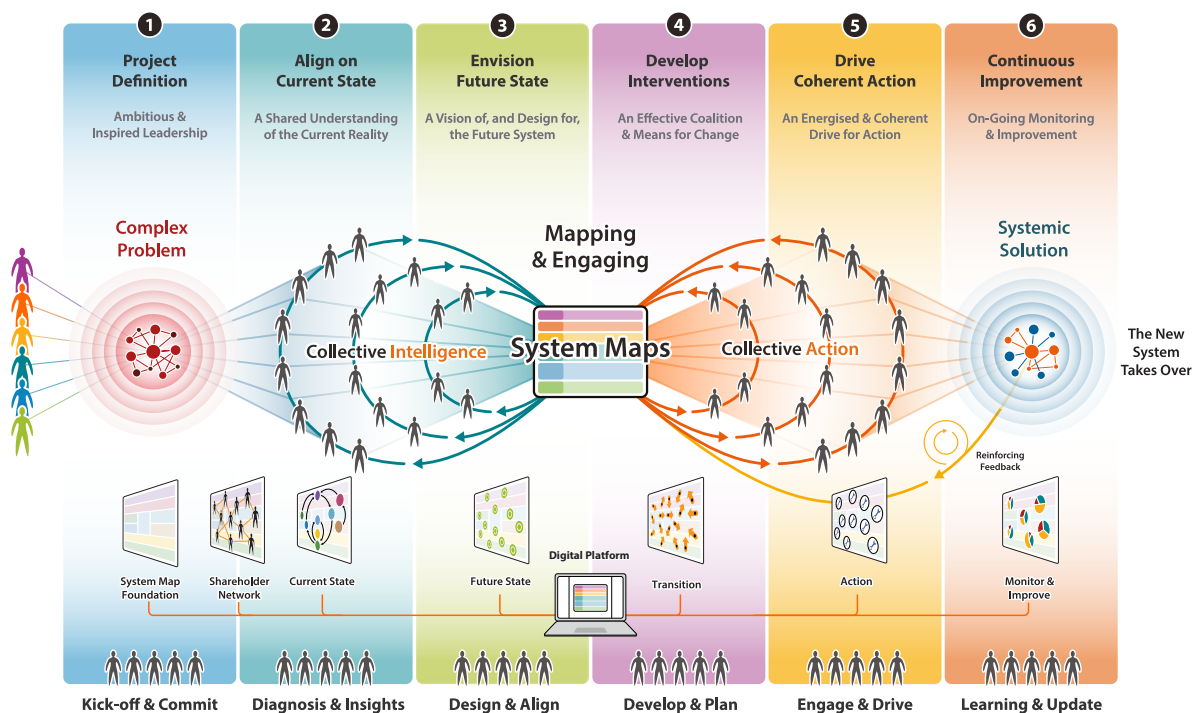 1
Project
Definition
Ambitious &
Inspired Leadership
2
Align on
Current State
A Shared Understanding
of the Current Reality
3
Envision
Future State
A Vision of, and Design for,
the Future System
4
Develop
Interventions
An Effective Coalition
& Means for Change
5
Drive
Coherent Action
An Energised & Coherent
Drive for Action
6
Continuous
Improvement
On-Going Monitoring
& Improvement
Complex
Problem
Mapping
& Engaging
Systemic
Solution
Collective Intelligence
System Maps
Collective Action
The New
System
Takes Over
Reinforcing
Feedback
Digital Platform
System Map
Foundation
Shareholder
Network
Current State
Future State
Transition
Action
Monitor &
Improve
Kick-off & Commit
Diagnosis & Insights
Design & Align
Develop & Plan
Engage & Drive
Learning & Update